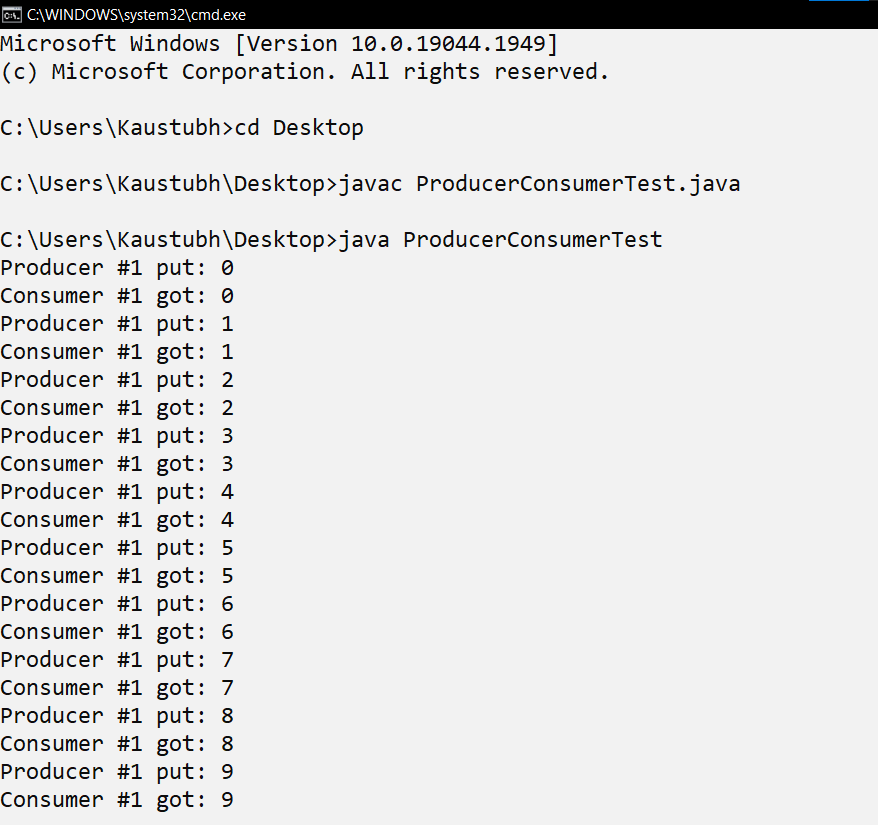 C:\WINDOWS\system32\cmd.exe
Microsoft Windows [Version 10.0.19044.1949]
(c) Microsoft Corporation. All rights reserved.
C:\Users\Kaustubh>cd Desktop
C:\Users\Kaustubh\Desktop>javac ProducerConsumerTest.java
C:\Users\Kaustubh\Desktop>java ProducerConsumerTest
Producer #1 put: 0
Consumer #1 got: 0
Producer #1 put: 1
Consumer #1 got: 1
Producer #1 put: 2
Consumer #1 got: 2
Producer #1 put: 3
Consumer #1 got: 3
Producer #1 put: 4
Consumer #1 got: 4
Producer #1 put: 5
Consumer #1 got: 5
Producer #1 put: 6
Consumer #1 got: 6
Producer #1 put: 7
Consumer #1 got: 7
Producer #1 put: 8
Consumer #1 got: 8
Producer #1 put: 9
Consumer #1 got: 9